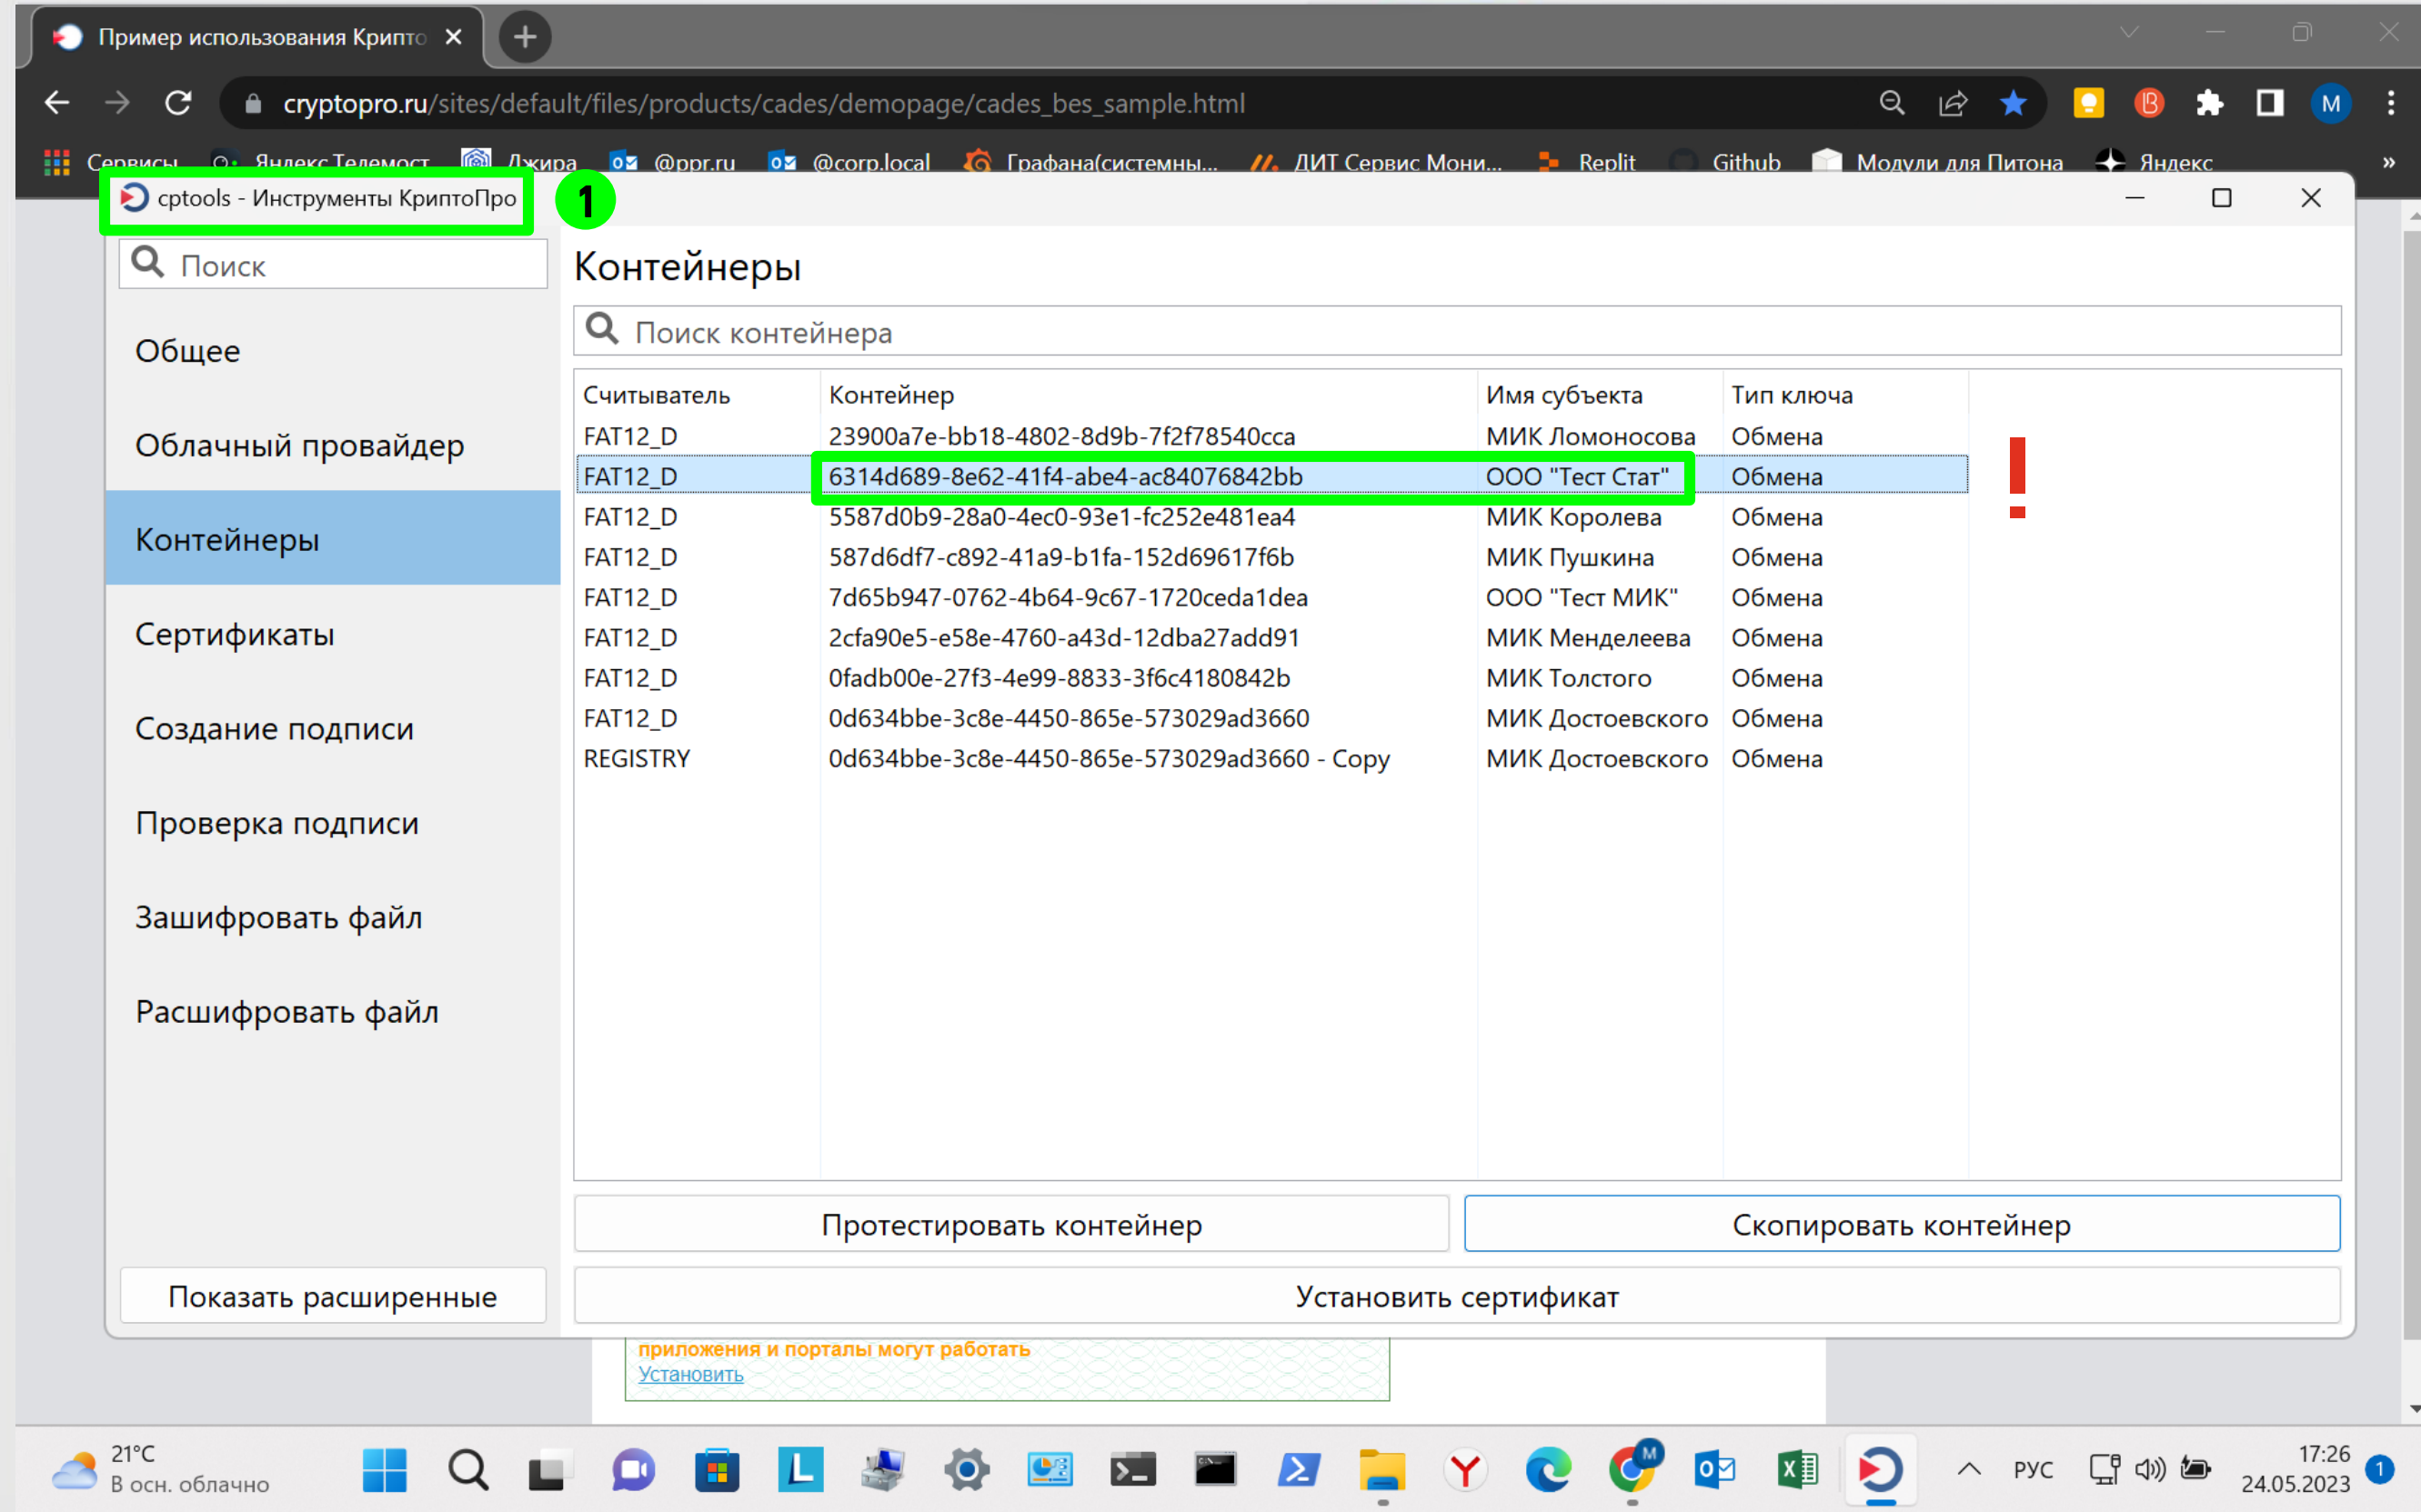 Пример использования Крипто
cryptopro.ru/sites/default/files/products/cades/demopage/cades_bes_sample.html
M
Сервисы Яндекс Телемост Джира @ppr.ru @corp.local Графана(системны... ДИТ Сервис Мони... Replit Github Модули для Питона Яндекс »
cptools - Инструменты КриптоПро
1
Поиск
Общее
Облачный провайдер
Контейнеры
Сертификаты
Создание подписи
Проверка подписи
Зашифровать файл
Расшифровать файл
Показать расширенные
Контейнеры
Поиск контейнера
Считыватель Контейнер Имя субъекта Тип ключа
FAT12_D 23900a7e-bb18-4802-8d9b-7f2f78540cca МИК Ломоносова Обмена
FAT12_D 6314d689-8e62-41f4-abe4-ac84076842bb ООО "Тест Стат" Обмена
!
FAT12_D 5587d0b9-28a0-4ec0-93e1-fc252e481ea4 МИК Королева Обмена
FAT12_D 587d6df7-c892-41a9-b1fa-152d69617f6b МИК Пушкина Обмена
FAT12_D 7d65b947-0762-4b64-9c67-1720ceda1dea ООО "Тест МИК" Обмена
FAT12_D 2cfa90e5-e58e-4760-a43d-12dba27add91 МИК Менделеева Обмена
FAT12_D 0fadb00e-27f3-4e99-8833-3f6c4180842b МИК Толстого Обмена
FAT12_D 0d634bbe-3c8e-4450-865e-573029ad3660 МИК Достоевского Обмена
REGISTRY 0d634bbe-3c8e-4450-865e-573029ad3660 - Copy МИК Достоевского Обмена
Протестировать контейнер
Скопировать контейнер
Установить сертификат
приложения и порталы могут работать
Установить
21°C
В осн. облачно
РУС
17:26
24.05.2023
1